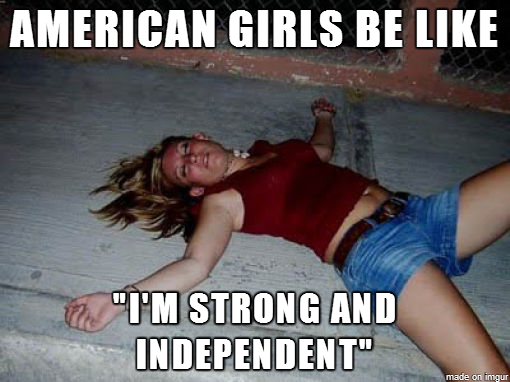 AMERICAN GIRLS BE LIKE
"I'M STRONG AND
INDEPENDENT"
made on imgur